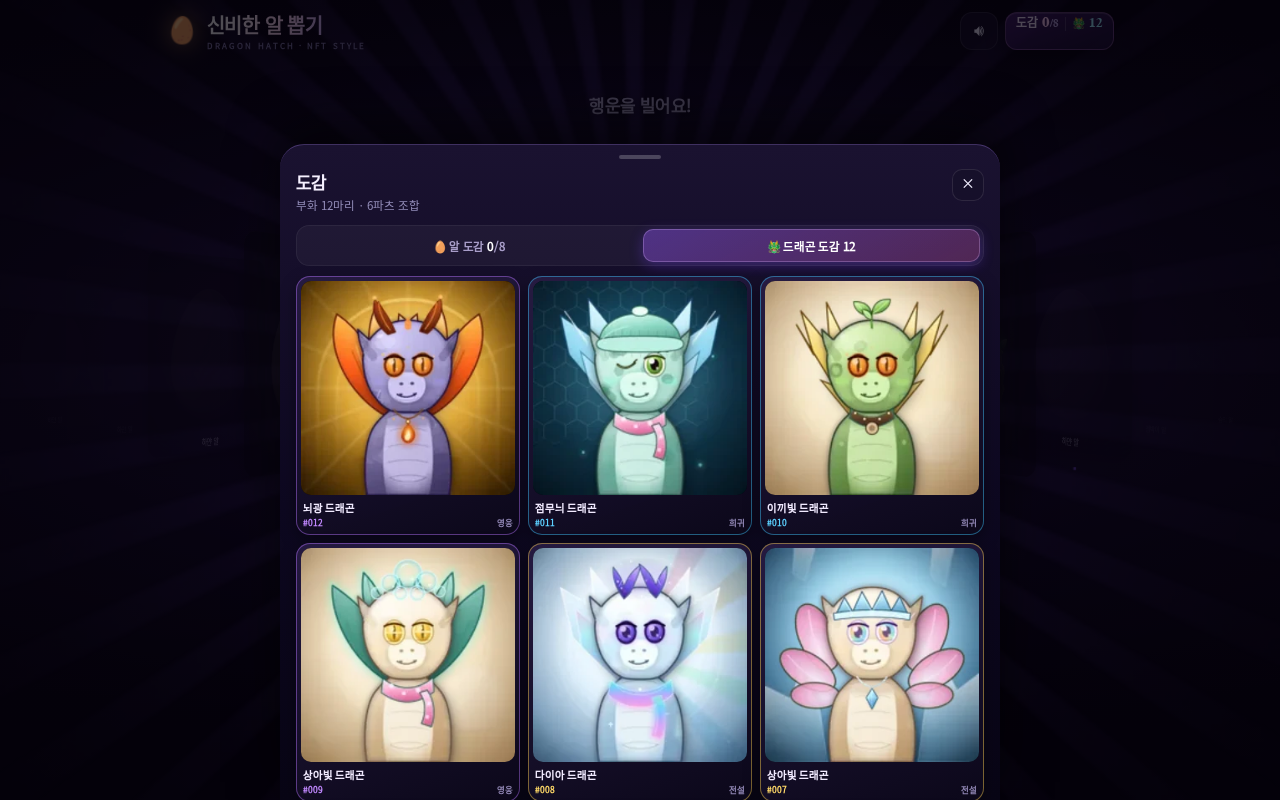 신비한 알 뽑기
DRAGON HATCH · NFT STYLE
도감 0/8 12
행운을 빌어요!
도감
부화 12마리 · 6파츠 조합
알 도감 0/8
드래곤 도감 12
뇌광 드래곤
#012 영웅
점무늬 드래곤
#011 희귀
이끼빛 드래곤
#010 희귀
상아빛 드래곤
#009 영웅
다이아 드래곤
#008 전설
상아빛 드래곤
#007 전설